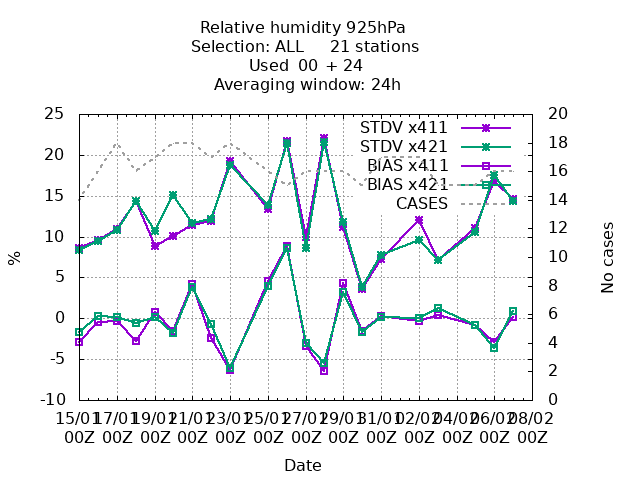 Relative humidity 925hPa
Selection: ALL 21 stations
Used 00 + 24
Averaging window: 24h
25
20
15
10
5
0
-5
-10
%
20
18
16
14
12
10
8
6
4
2
0
No cases
STDV x411
STDV x421
BIAS x411
BIAS x421
CASES
15/01 17/01 19/01 21/01 23/01 25/01 27/01 29/01 31/01 02/02 04/02 06/02 08/02
00Z 00Z 00Z 00Z 00Z 00Z 00Z 00Z 00Z 00Z 00Z 00Z 00Z
Date